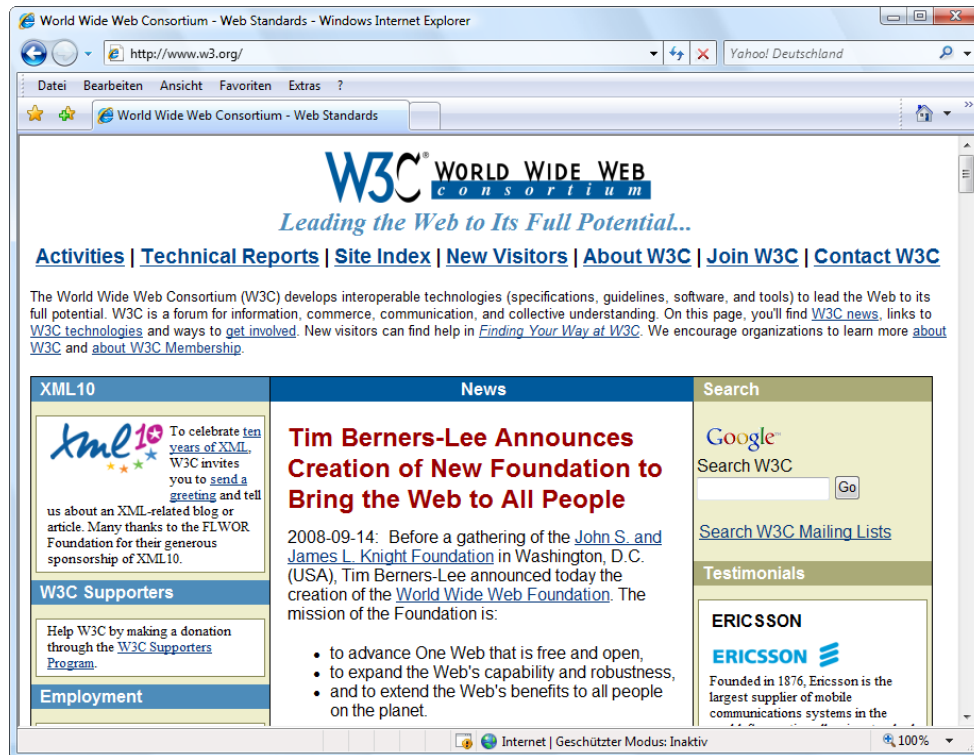 World Wide Web Consortium - Web Standards - Windows Internet Explorer
http://www.w3.org/
Yahoo! Deutschland
Datei Bearbeiten Ansicht Favoriten Extras ?
World Wide Web Consortium - Web Standards
W3C® WORLD WIDE WEB
consortium
Leading the Web to Its Full Potential...
Activities | Technical Reports | Site Index | New Visitors | About W3C | Join W3C | Contact W3C
The World Wide Web Consortium (W3C) develops interoperable technologies (specifications, guidelines, software, and tools) to lead the Web to its
full potential. W3C is a forum for information, commerce, communication, and collective understanding. On this page, you'll find W3C news, links to
W3C technologies and ways to get involved. New visitors can find help in Finding Your Way at W3C. We encourage organizations to learn more about
W3C and about W3C Membership.
XML10
xml10
To celebrate ten
years of XML,
W3C invites
you to send a
greeting and tell
us about an XML-related blog or
article. Many thanks to the FLWOR
Foundation for their generous
sponsorship of XML10.
W3C Supporters
Help W3C by making a donation
through the W3C Supporters
Program.
Employment
News
Tim Berners-Lee Announces
Creation of New Foundation to
Bring the Web to All People
2008-09-14: Before a gathering of the John S. and
James L. Knight Foundation in Washington, D.C.
(USA), Tim Berners-Lee announced today the
creation of the World Wide Web Foundation. The
mission of the Foundation is:
• to advance One Web that is free and open,
• to expand the Web's capability and robustness,
• and to extend the Web's benefits to all people
on the planet.
Search
Google™
Search W3C
Go
Search W3C Mailing Lists
Testimonials
ERICSSON
ERICSSON
Founded in 1876, Ericsson is the
largest supplier of mobile
communications systems in the
Internet | Geschützter Modus: Inaktiv
100%